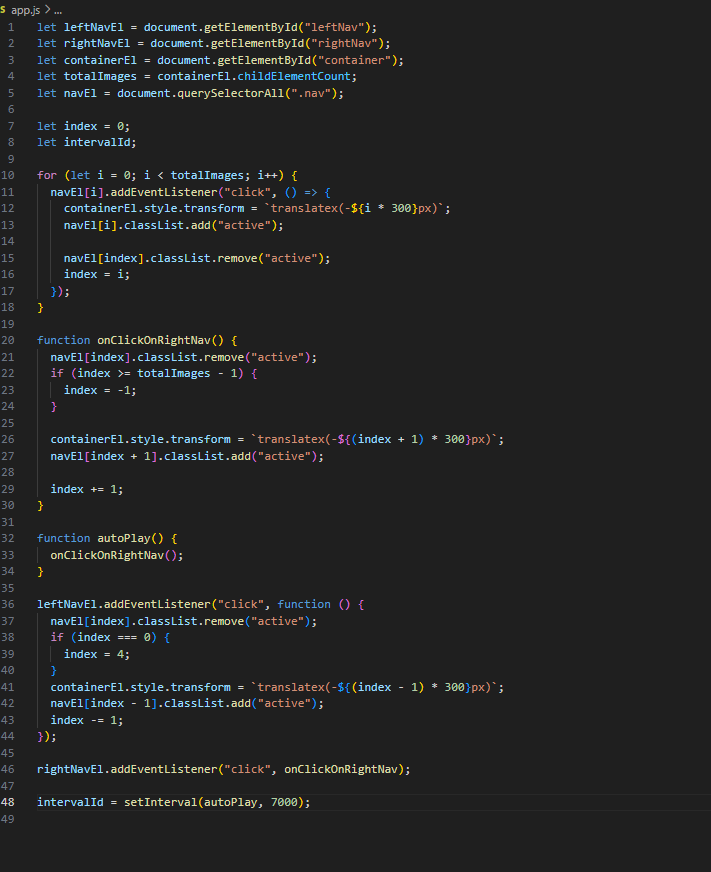 app.js > ...
1 let leftNavEl = document.getElementById("leftNav");
2 let rightNavEl = document.getElementById("rightNav");
3 let containerEl = document.getElementById("container");
4 let totalImages = containerEl.childElementCount;
5 let navEl = document.querySelectorAll(".nav");
6
7 let index = 0;
8 let intervalId;
9
10 for (let i = 0; i < totalImages; i++) {
11   navEl[i].addEventListener("click", () => {
12     containerEl.style.transform = `translatex(-${i * 300}px)`;
13     navEl[i].classList.add("active");
14
15     navEl[index].classList.remove("active");
16     index = i;
17   });
18 }
19
20 function onClickOnRightNav() {
21   navEl[index].classList.remove("active");
22   if (index >= totalImages - 1) {
23     index = -1;
24   }
25
26   containerEl.style.transform = `translatex(-${(index + 1) * 300}px)`;
27   navEl[index + 1].classList.add("active");
28
29   index += 1;
30 }
31
32 function autoPlay() {
33   onClickOnRightNav();
34 }
35
36 leftNavEl.addEventListener("click", function () {
37   navEl[index].classList.remove("active");
38   if (index === 0) {
39     index = 4;
40   }
41   containerEl.style.transform = `translatex(-${(index - 1) * 300}px)`;
42   navEl[index - 1].classList.add("active");
43   index -= 1;
44 });
45
46 rightNavEl.addEventListener("click", onClickOnRightNav);
47
48 intervalId = setInterval(autoPlay, 7000);
49